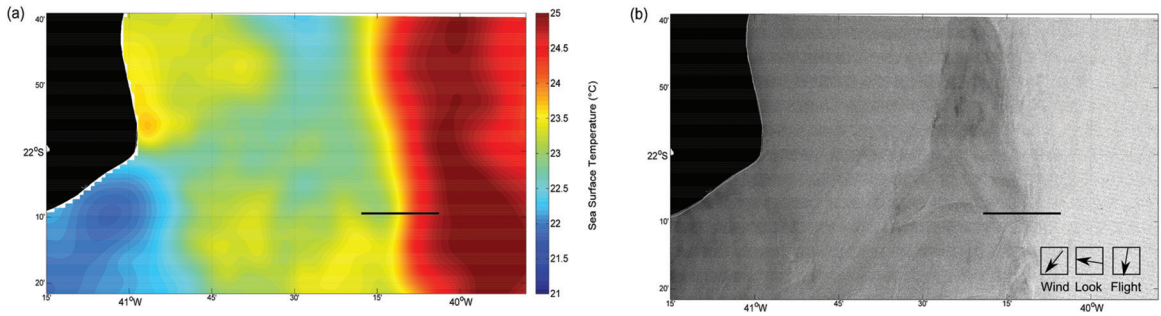 (a)
40'
50'
22°S
10'
20'
15'
41°W
45'
30'
15'
40°W
25
24.5
24
23.5
23
22.5
22
21.5
21
Sea Surface Temperature (°C)
(b)
40'
50'
22°S
10'
20'
15'
41°W
45'
30'
15'
40°W
Wind Look Flight